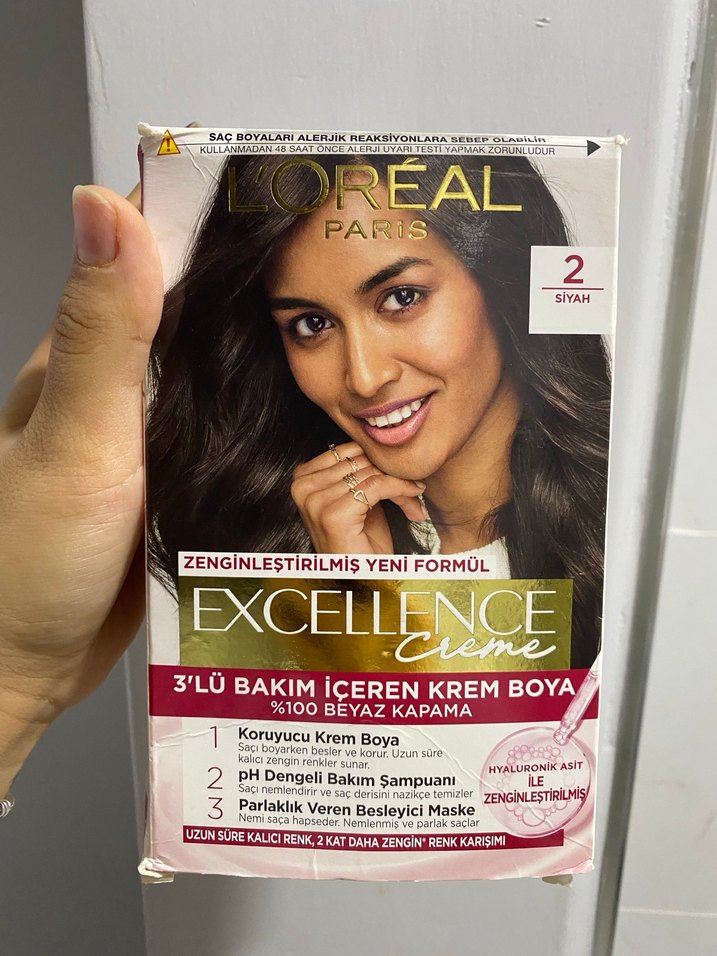 SAÇ BOYALARI ALERJİK REAKSİYONLARA SEBEP OLABİLİR
KULLANMADAN 48 SAAT ÖNCE ALERJİ UYARI TESTİ YAPMAK ZORUNLUDUR
L'ORÉAL
PARiS
2
SİYAH
ZENGİNLEŞTİRİLMİŞ YENİ FORMÜL
EXCELLENCE
Creme
3'LÜ BAKIM İÇEREN KREM BOYA
%100 BEYAZ KAPAMA
1 Koruyucu Krem Boya
Saçı boyarken besler ve korur. Uzun süre
kalıcı zengin renkler sunar.
2 pH Dengeli Bakım Şampuanı
Saçı nemlendirir ve saç derisini nazikçe temizler
3 Parlaklık Veren Besleyici Maske
Nemi saça hapseder. Nemlenmiş ve parlak saçlar
HYALURONİK ASİT
İLE
ZENGİNLEŞTİRİLMİŞ
UZUN SÜRE KALICI RENK, 2 KAT DAHA ZENGİN* RENK KARIŞIMI